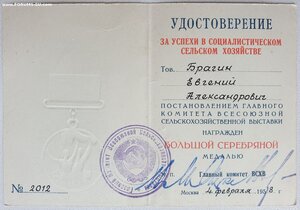 УДОСТОВЕРЕНИЕ
ЗА УСПЕХИ В СОЦИАЛИСТИЧЕСКОМ
СЕЛЬСКОМ ХОЗЯЙСТВЕ
Тов. Брагин
Евгений
Александрович
ПОСТАНОВЛЕНИЕМ ГЛАВНОГО
КОМИТЕТА ВСЕСОЮЗНОЙ
СЕЛЬСКОХОЗЯЙСТВЕННОЙ ВЫСТАВКИ
НАГРАЖДЕН
БОЛЬШОЙ СЕРЕБРЯНОЙ
МЕДАЛЬЮ
Главный комитет ВСХВ
Москва 4 февраля 1958 г.
№ 2012